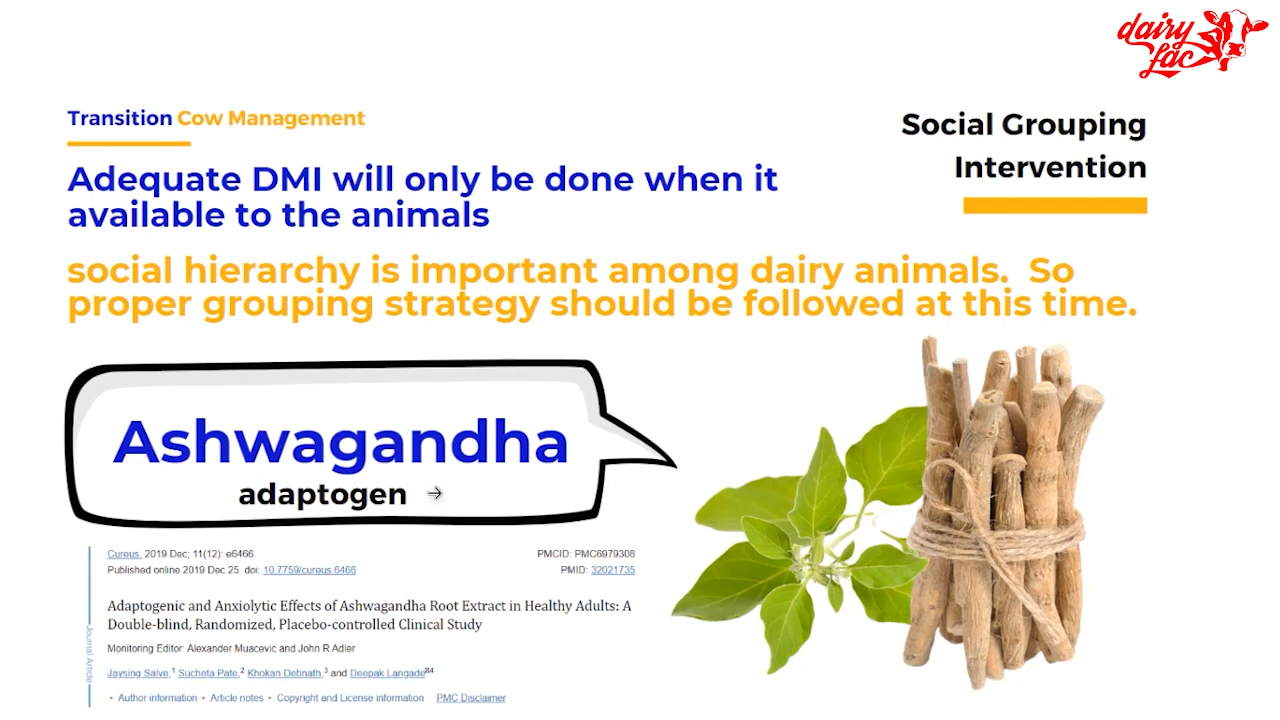 dairy
lac
Transition Cow Management
Social Grouping
Intervention
Adequate DMI will only be done when it
available to the animals
social hierarchy is important among dairy animals. So
proper grouping strategy should be followed at this time.
Ashwagandha
adaptogen →
Cureus. 2019 Dec; 11(12): e6466.
PMCID: PMC6979308
Published online 2019 Dec 25. doi: 10.7759/cureus.6466
PMID: 32021735
Journal Article
Adaptogenic and Anxiolytic Effects of Ashwagandha Root Extract in Healthy Adults: A
Double-blind, Randomized, Placebo-controlled Clinical Study
Monitoring Editor: Alexander Muacevic and John R Adler
Jaysing Salve,1 Sucheta Pate,2 Khokan Debnath,3 and Deepak Langade4
▸ Author information ▸ Article notes ▸ Copyright and License information PMC Disclaimer